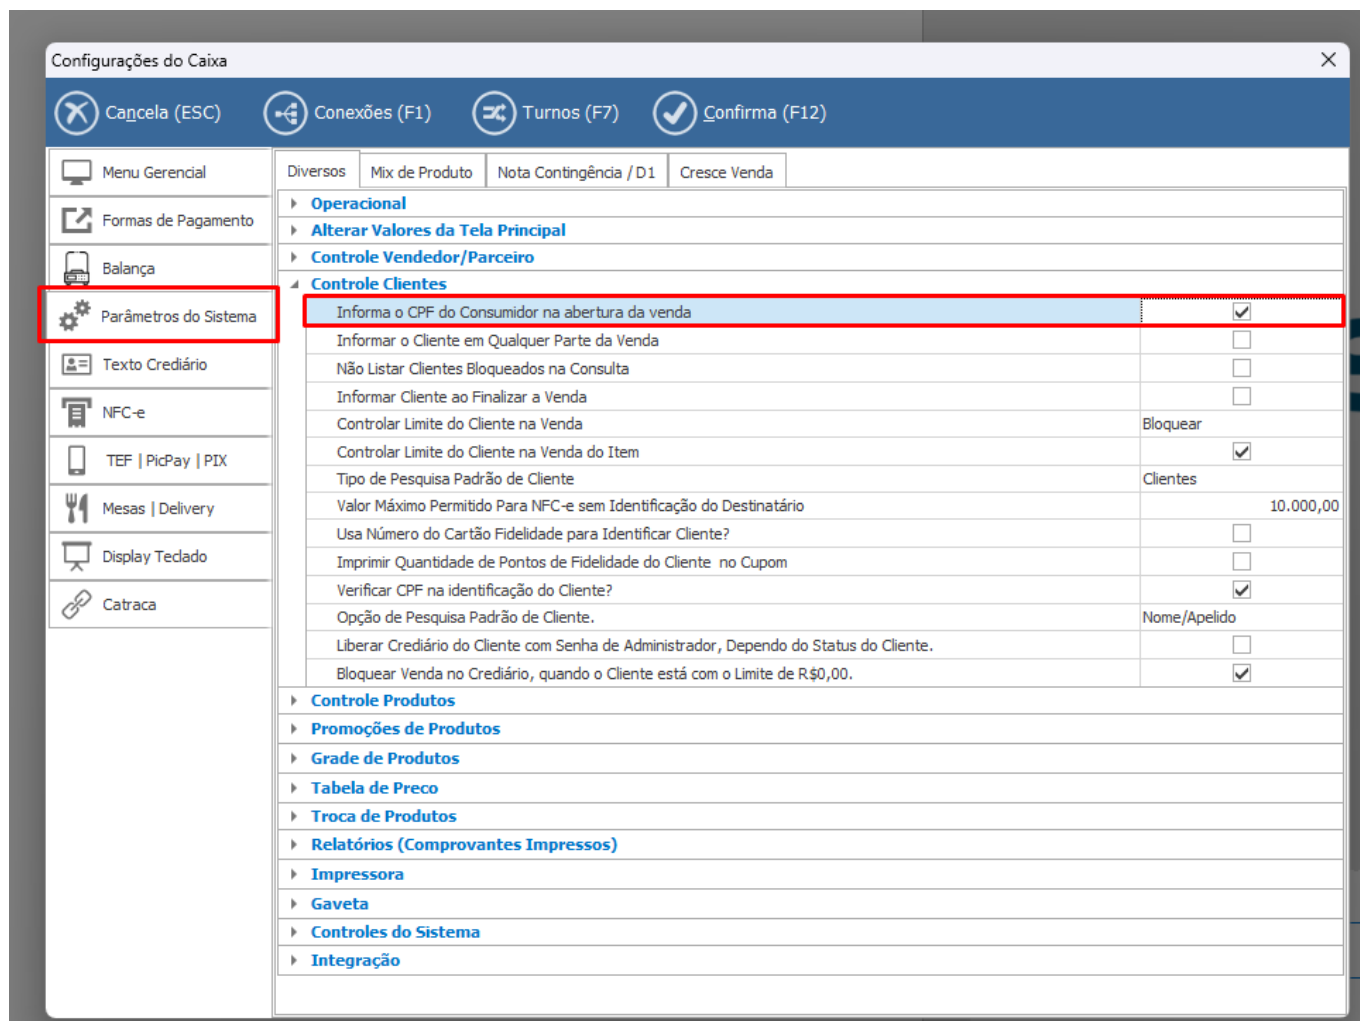 Configurações do Caixa
Cancela (ESC)
Conexões (F1)
Turnos (F7)
Confirma (F12)
Menu Gerencial
Formas de Pagamento
Balança
Parâmetros do Sistema
Texto Crediário
NFC-e
TEF | PicPay | PIX
Mesas | Delivery
Display Teclado
Catraca
Diversos
Mix de Produto
Nota Contingência / D1
Cresce Venda
Operacional
Alterar Valores da Tela Principal
Controle Vendedor/Parceiro
Controle Clientes
Informa o CPF do Consumidor na abertura da venda
Informar o Cliente em Qualquer Parte da Venda
Não Listar Clientes Bloqueados na Consulta
Informar Cliente ao Finalizar a Venda
Controlar Limite do Cliente na Venda Bloquear
Controlar Limite do Cliente na Venda do Item
Tipo de Pesquisa Padrão de Cliente Clientes
Valor Máximo Permitido Para NFC-e sem Identificação do Destinatário 10.000,00
Usa Número do Cartão Fidelidade para Identificar Cliente?
Imprimir Quantidade de Pontos de Fidelidade do Cliente no Cupom
Verificar CPF na identificação do Cliente?
Opção de Pesquisa Padrão de Cliente. Nome/Apelido
Liberar Crediário do Cliente com Senha de Administrador, Dependo do Status do Cliente.
Bloquear Venda no Crediário, quando o Cliente está com o Limite de R$0,00.
Controle Produtos
Promoções de Produtos
Grade de Produtos
Tabela de Preco
Troca de Produtos
Relatórios (Comprovantes Impressos)
Impressora
Gaveta
Controles do Sistema
Integração